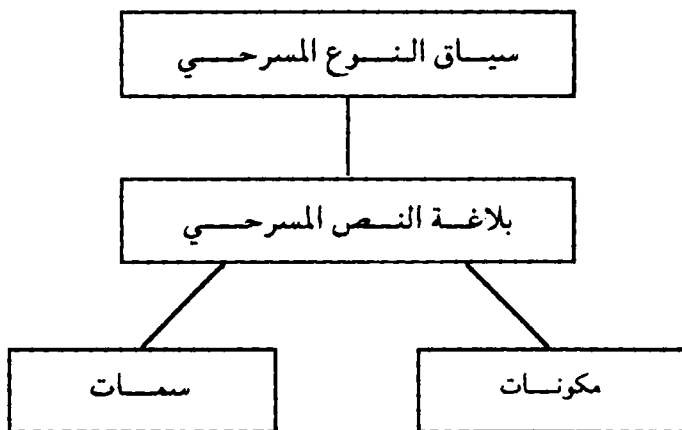 سياق النوع المسرحي
بلاغة النص المسرحي
مكونات
سمات